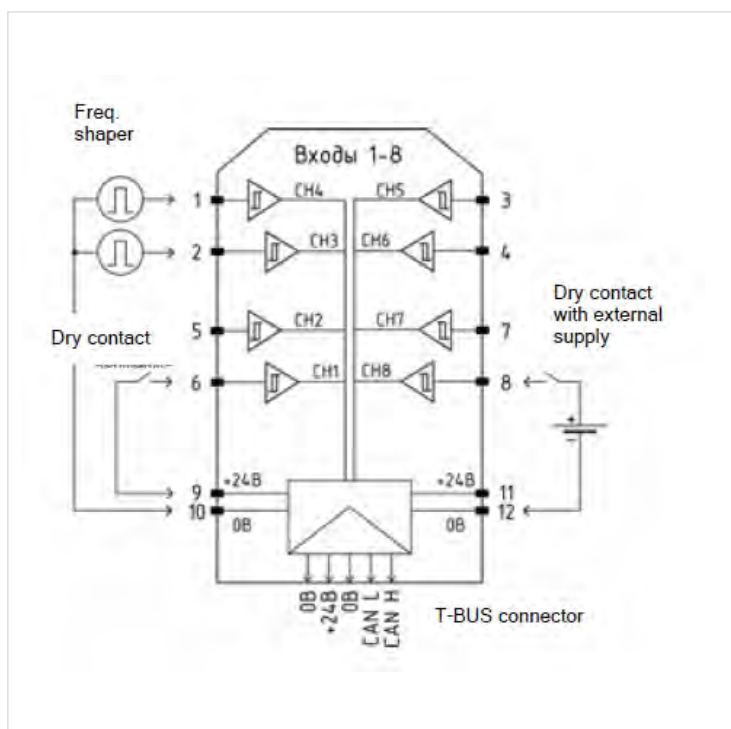 Freq.
shaper
Входы 1-8
1
CH4
CH5
3
2
CH3
CH6
4
Dry contact
with external
supply
Dry contact
5
CH2
CH7
7
6
CH1
CH8
8
+
-
9
+24В
+24В
11
10
0В
0В
12
0В
+24В
0В
CAN L
CAN H
T-BUS connector